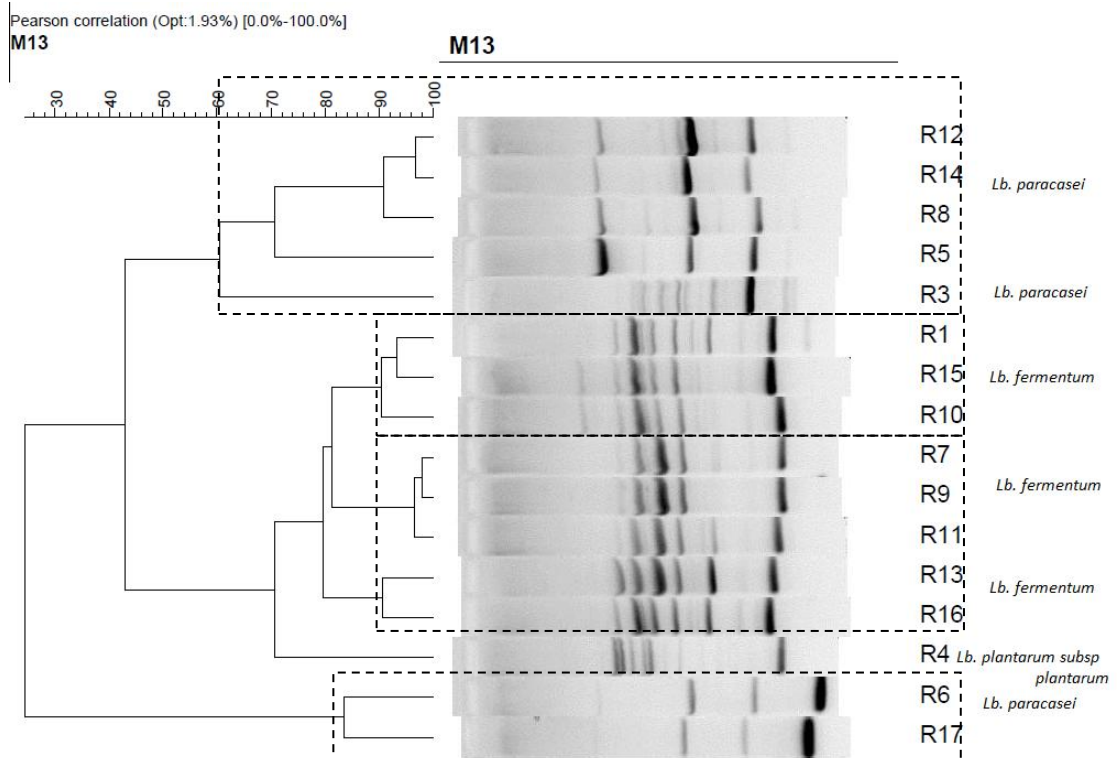 Pearson correlation (Opt:1.93%) [0.0%-100.0%]
M13
M13
30 40 50 60 70 80 90 100
R12
R14
Lb. paracasei
R8
R5
R3
Lb. paracasei
R1
R15
Lb. fermentum
R10
R7
Lb. fermentum
R9
R11
R13
Lb. fermentum
R16
R4 Lb. plantarum subsp
plantarum
R6
Lb. paracasei
R17